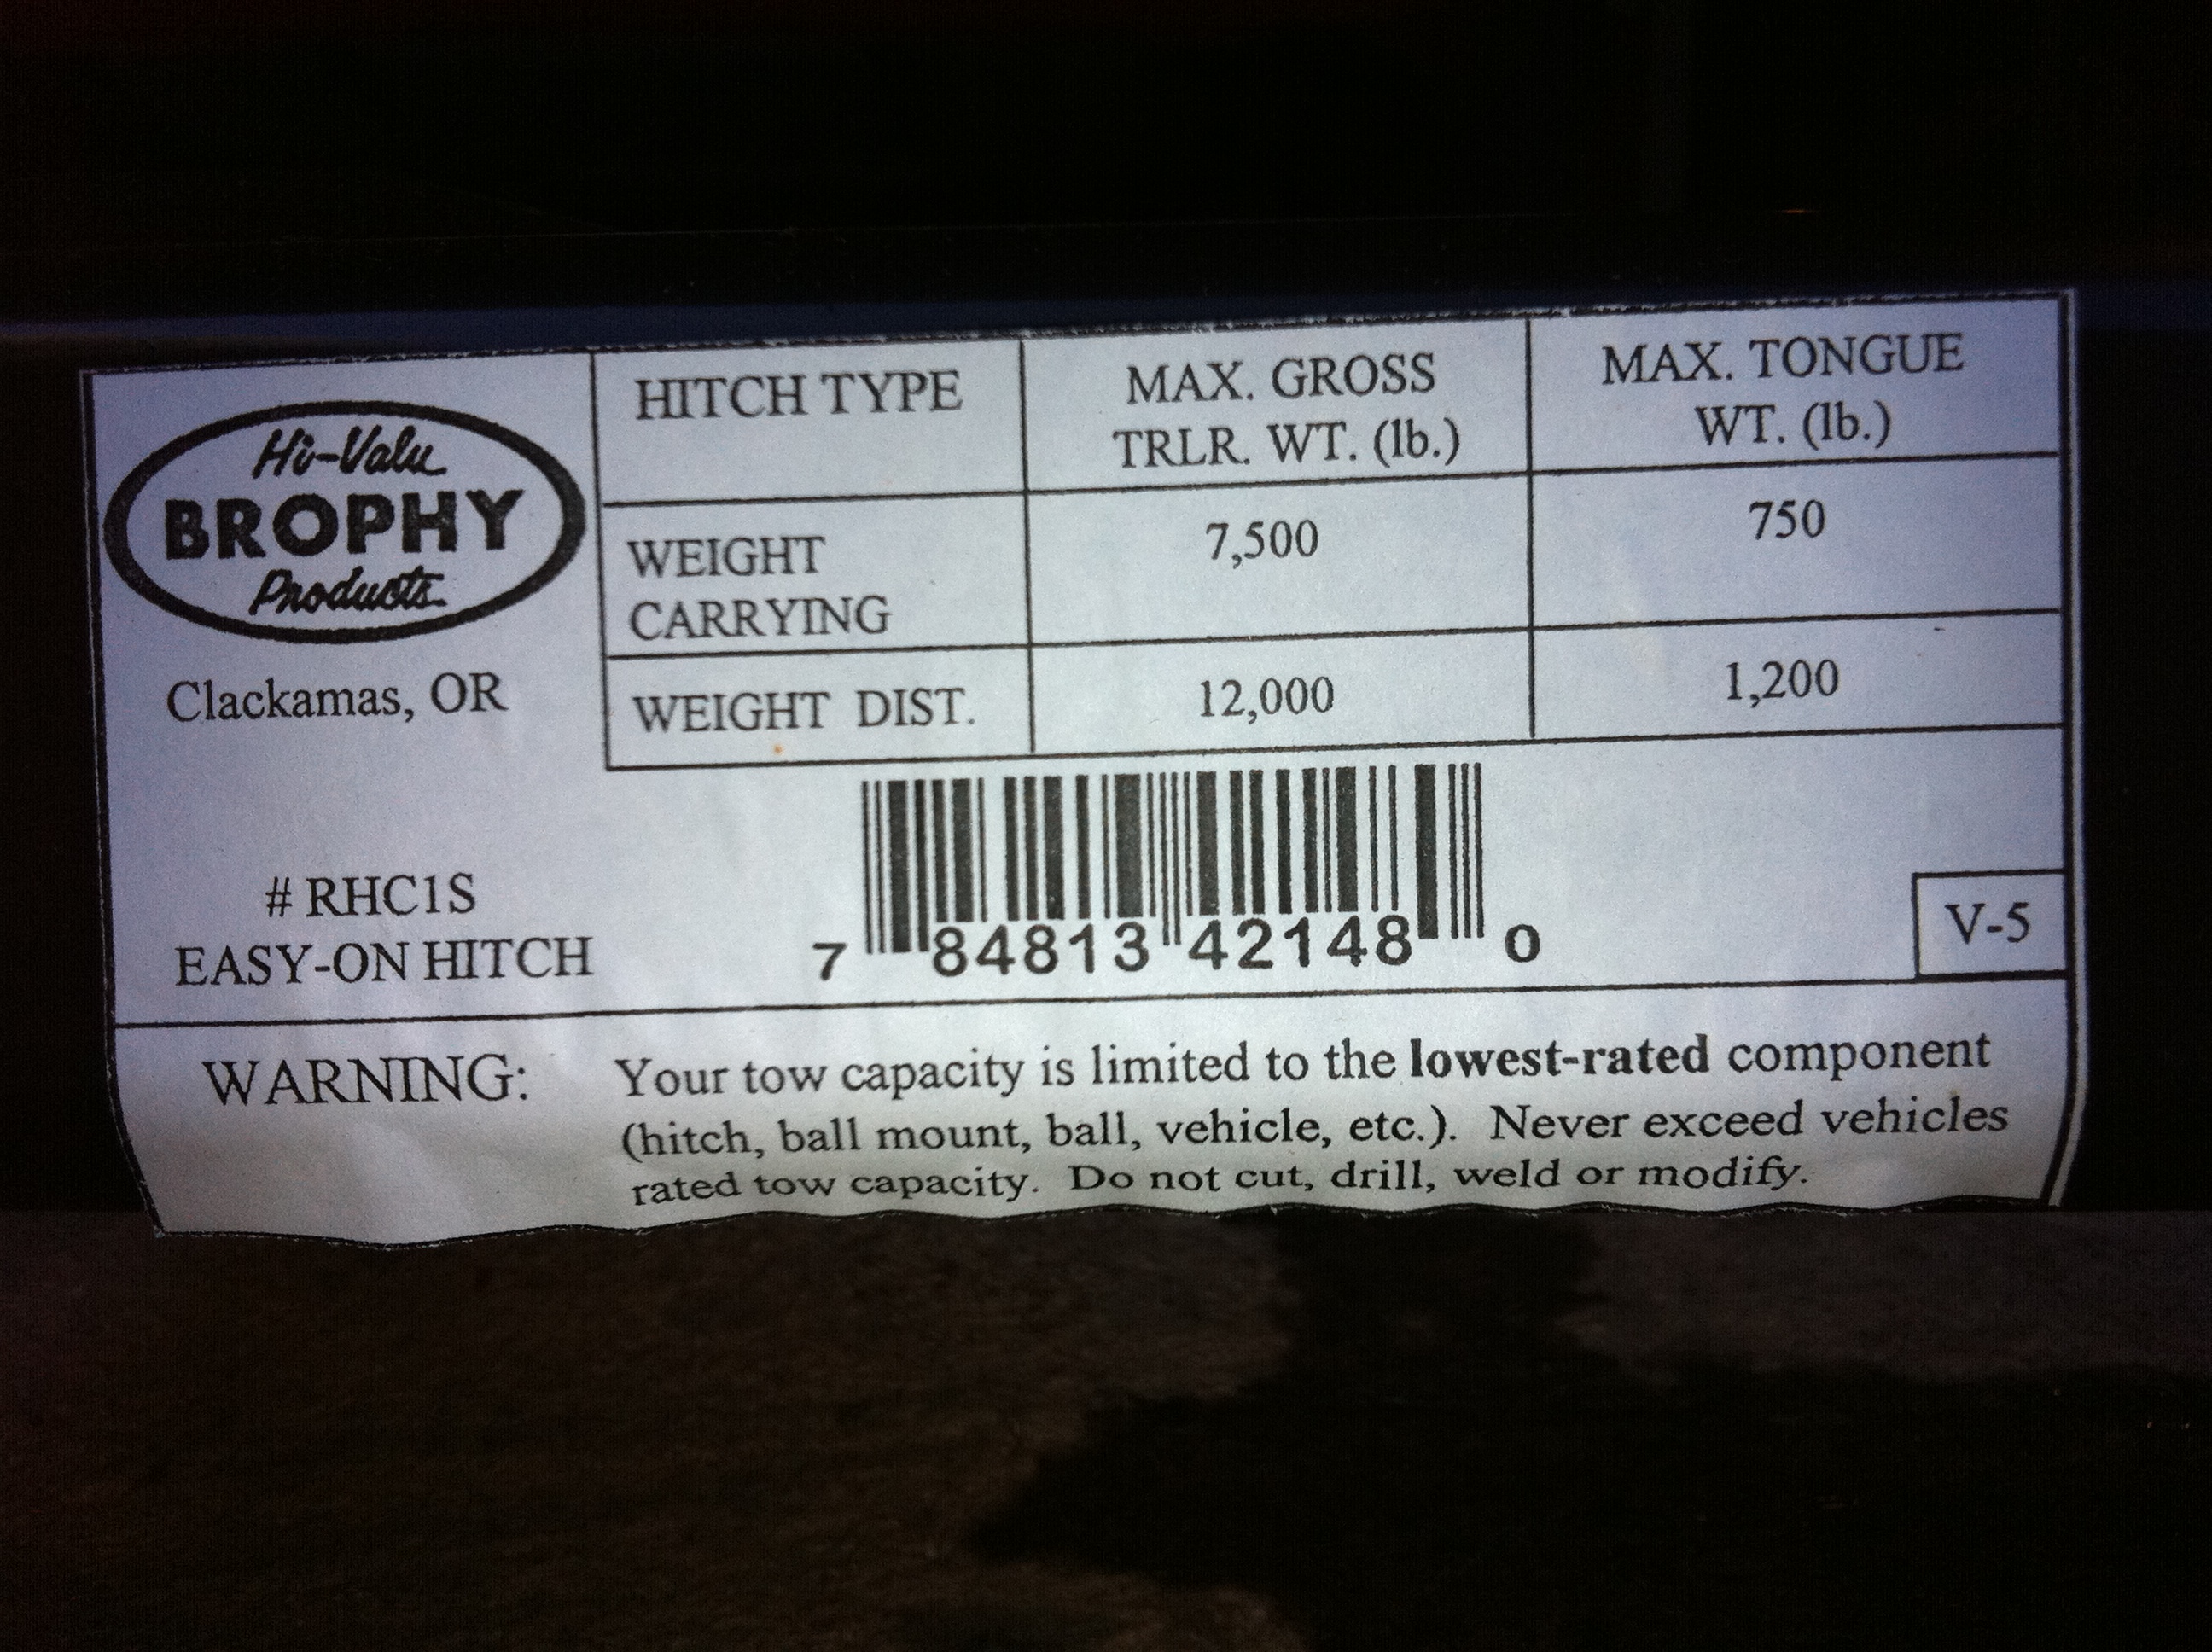 Hi-Valu
BROPHY
Products
Clackamas, OR
HITCH TYPE
MAX. GROSS
TRLR. WT. (lb.)
MAX. TONGUE
WT. (lb.)
WEIGHT
CARRYING
7,500
750
WEIGHT DIST.
12,000
1,200
# RHC1S
EASY-ON HITCH
7 84813 42148 0
V-5
WARNING: Your tow capacity is limited to the lowest-rated component
(hitch, ball mount, ball, vehicle, etc.). Never exceed vehicles
rated tow capacity. Do not cut, drill, weld or modify.